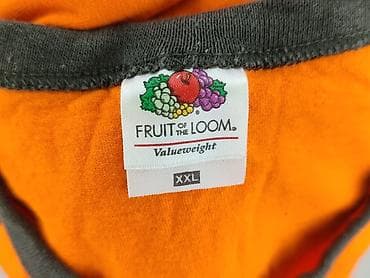 FRUIT OF THE LOOM®
Valueweight
XXL